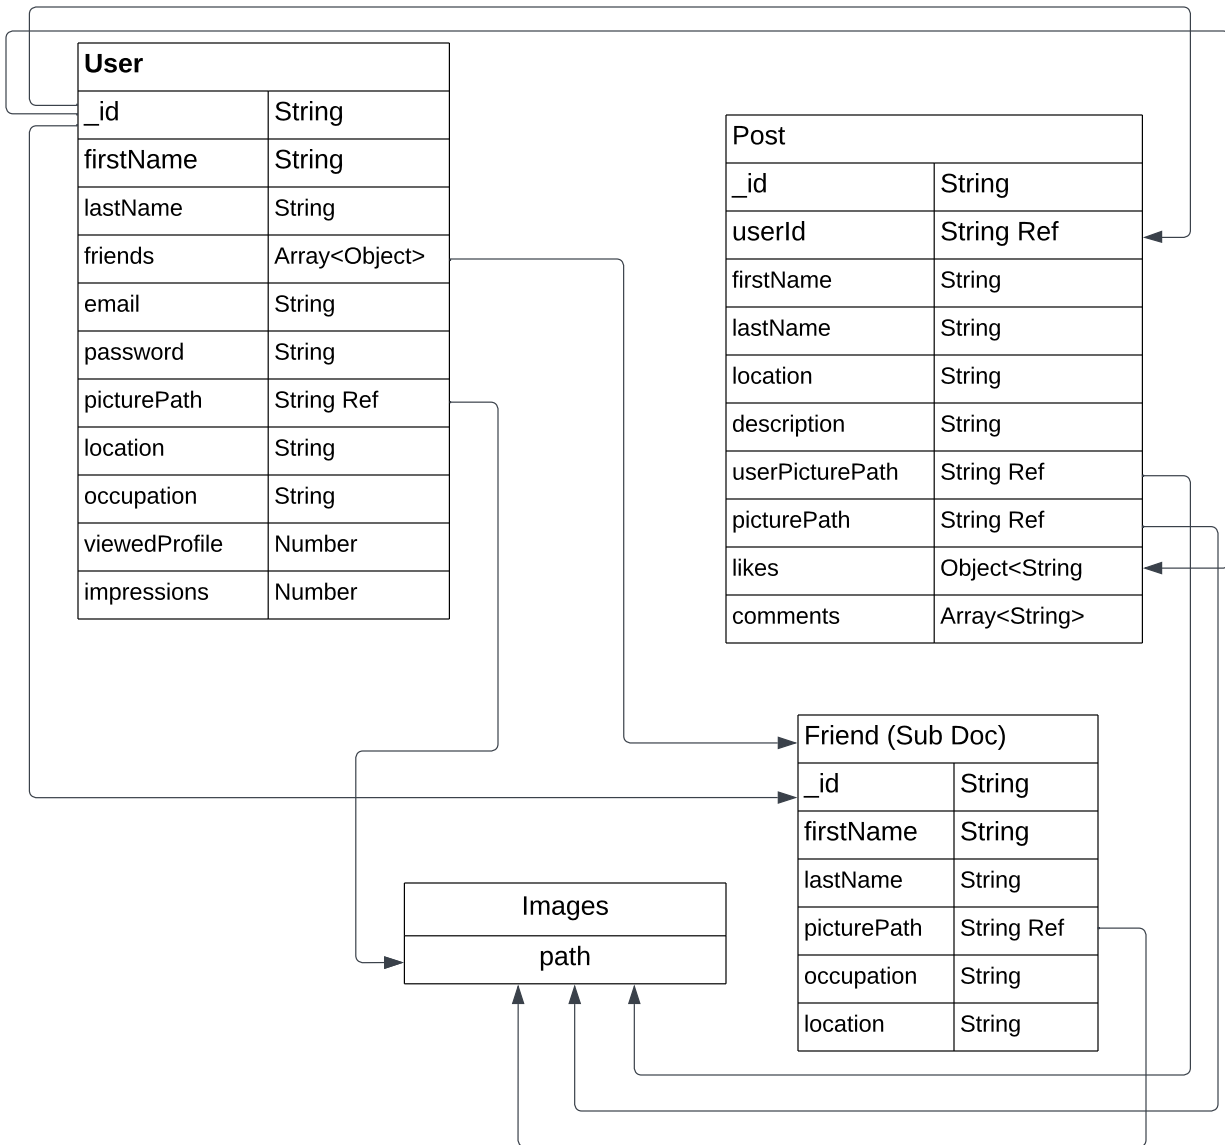 User
_id String
firstName String
lastName String
friends Array<Object>
email String
password String
picturePath String Ref
location String
occupation String
viewedProfile Number
impressions Number
Post
_id String
userId String Ref
firstName String
lastName String
location String
description String
userPicturePath String Ref
picturePath String Ref
likes Object<String
comments Array<String>
Friend (Sub Doc)
_id String
firstName String
lastName String
picturePath String Ref
occupation String
location String
Images
path